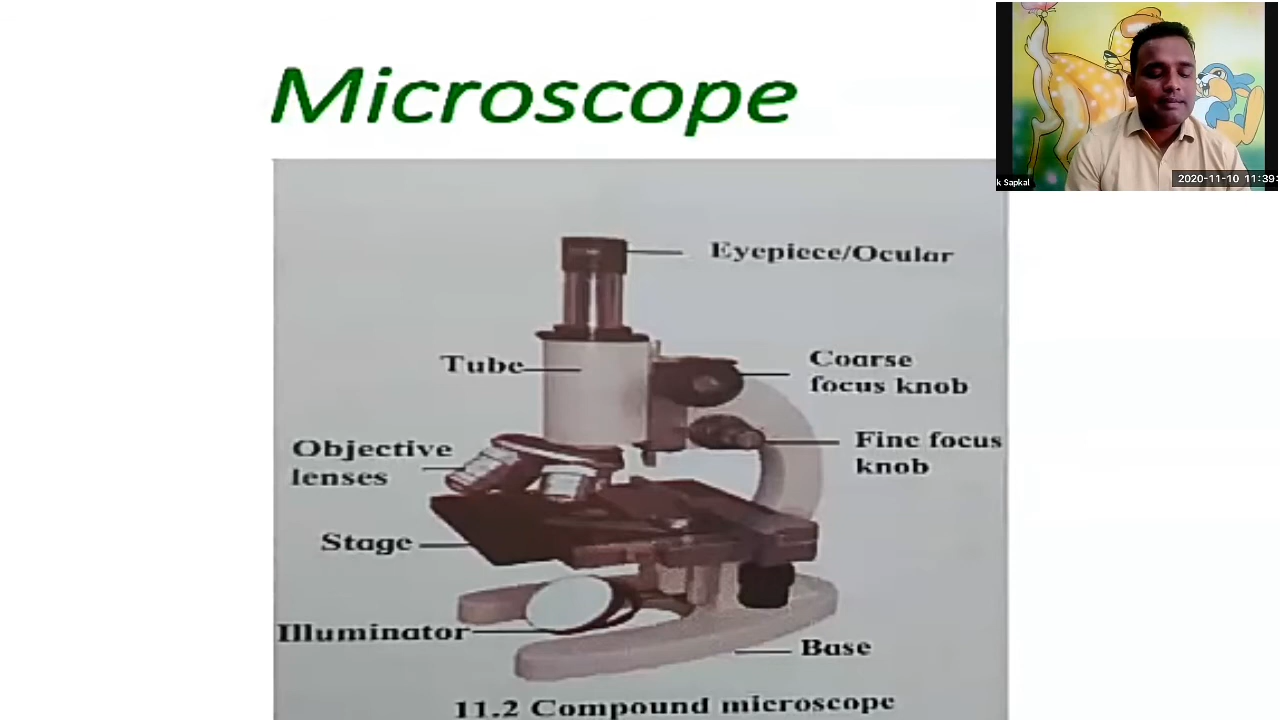 Microscope
k Sapkal
2020-11-10 11:39:
Eyepiece/Ocular
Tube
Coarse
focus knob
Objective
lenses
Fine focus
knob
Stage
Illuminator
Base
11.2 Compound microscope